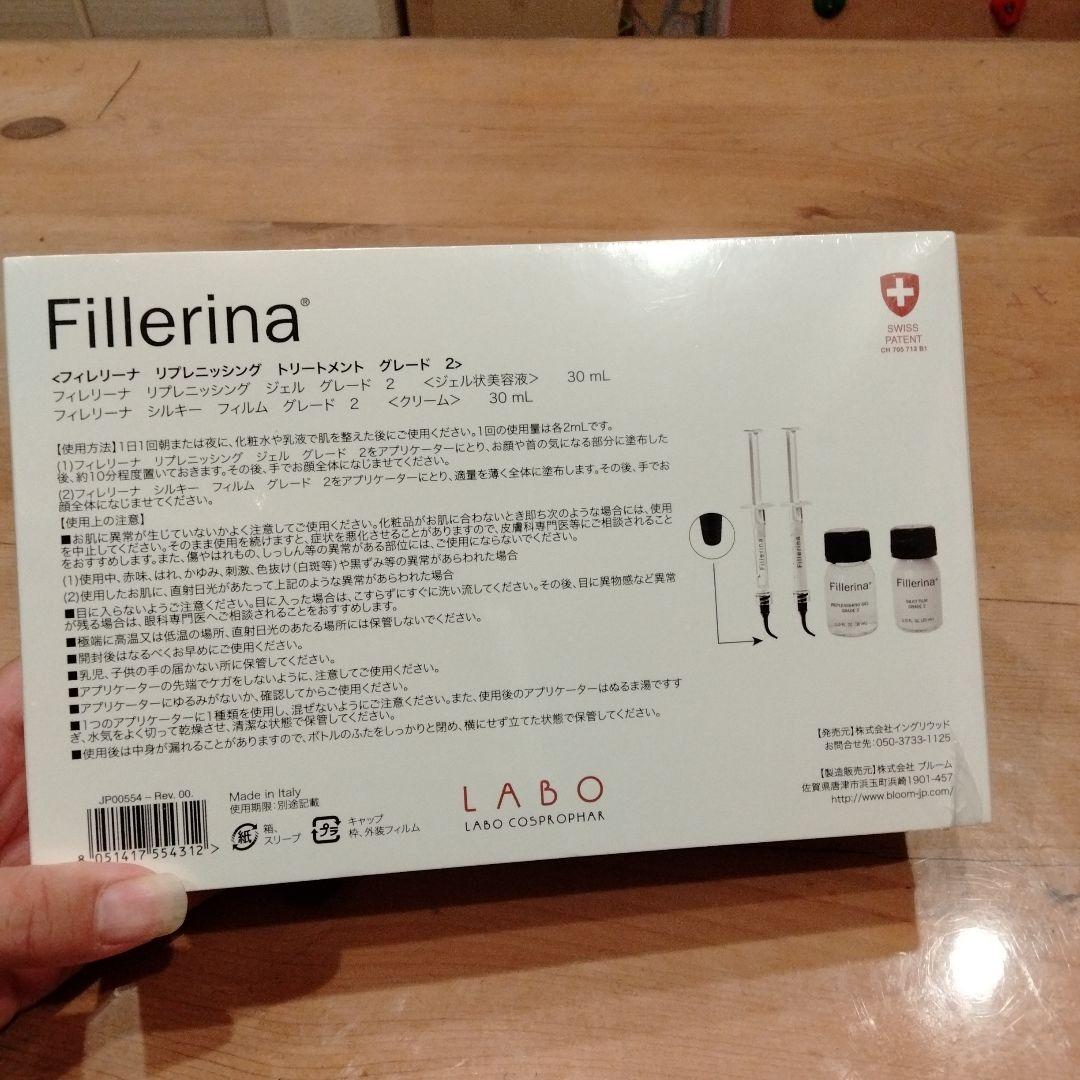 Fillerina®
<フィレリーナ リプレニッシング トリートメント グレード 2>
フィレリーナ リプレニッシング ジェル グレード 2 <ジェル状美容液> 30 mL
フィレリーナ シルキー フィルム グレード 2 <クリーム> 30 mL
【使用方法】1日1回朝または夜に、化粧水や乳液で肌を整えた後にご使用ください。1回の使用量は各2mLです。
(1)フィレリーナ リプレニッシング ジェル グレード 2をアプリケーターにとり、お顔や首の気になる部分に塗布した
後、約10分程度置いておきます。その後、手でお顔全体になじませてください。
(2)フィレリーナ シルキー フィルム グレード 2をアプリケーターにとり、適量を薄く全体に塗布します。その後、手でお
顔全体になじませてください。
【使用上の注意】
■お肌に異常が生じていないかよく注意してご使用ください。化粧品がお肌に合わないとき即ち次のような場合には、使用
を中止してください。そのまま使用を続けますと、症状を悪化させることがありますので、皮膚科専門医等にご相談されること
をおすすめします。また、傷やはれもの、しっしん等の異常がある部位には、ご使用にならないでください。
(1)使用中、赤味、はれ、かゆみ、刺激、色抜け(白斑等)や黒ずみ等の異常があらわれた場合
(2)使用したお肌に、直射日光があたって上記のような異常があらわれた場合
■目に入らないようご注意ください。目に入った場合は、こすらずにすぐに洗い流してください。その後、目に異物感など異常
が残る場合は、眼科専門医へご相談されることをおすすめします。
■極端に高温又は低温の場所、直射日光のあたる場所には保管しないでください。
■開封後はなるべくお早めにご使用ください。
■乳児、子供の手の届かない所に保管してください。
■アプリケーターの先端でケガをしないように、注意してご使用ください。
■アプリケーターにゆるみがないか、確認してからご使用ください。
■1つのアプリケーターに1種類を使用し、混ぜないようにご注意ください。また、使用後のアプリケーターはぬるま湯ですす
ぎ、水気をよく切って乾燥させ、清潔な状態で保管してください。
■使用後は中身が漏れることがありますので、ボトルのふたをしっかりと閉め、横にせず立てた状態で保管してください。
SWISS
PATENT
CH 705 713 B1
Fillerina
Fillerina
Fillerina®
REPLENISHING GEL
GRADE 2
Fillerina®
SILKY FILM
GRADE 2
【発売元】株式会社イングリウッド
お問合せ先:050-3733-1125
【製造販売元】株式会社 ブルーム
佐賀県唐津市浜玉町浜崎1901-457
http://www.bloom-jp.com/
JP00554 – Rev. 00.
8 051417 554312 >
Made in Italy
使用期限:別途記載
紙
箱、
スリーブ
プラ
キャップ
枠、外装フィルム
LABO
LABO COSPROPHAR